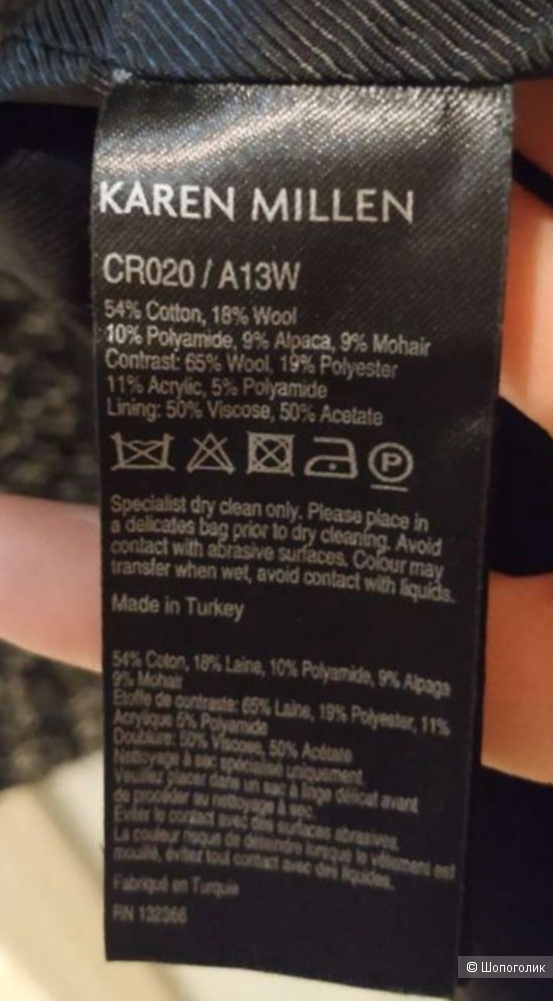 KAREN MILLEN
CR020 / A13W
54% Cotton, 18% Wool
10% Polyamide, 9% Alpaca, 9% Mohair
Contrast: 65% Wool, 19% Polyester
11% Acrylic, 5% Polyamide
Lining: 50% Viscose, 50% Acetate
P
Specialist dry clean only. Please place in
a delicates bag prior to dry cleaning. Avoid
contact with abrasive surfaces. Colour may
transfer when wet, avoid contact with liquids.
Made in Turkey
54% Coton, 18% Laine, 10% Polyamide, 9% Alpaga
9% Mohair
Etoffe de contraste: 65% Laine, 19% Polyester, 11%
Acrylique 5% Polyamide
Doublure: 50% Viscose, 50% Acétate
Nettoyage à sec spécialisé uniquement.
Veuillez placer dans un sac à linge délicat avant
de procéder au nettoyage à sec.
Eviter le contact avec des surfaces abrasives.
La couleur risque de déteindre lorsque le vêtement est
mouillé, évitez tout contact avec des liquides.
Fabriqué en Turquie
RN 132366
© Шопоголик